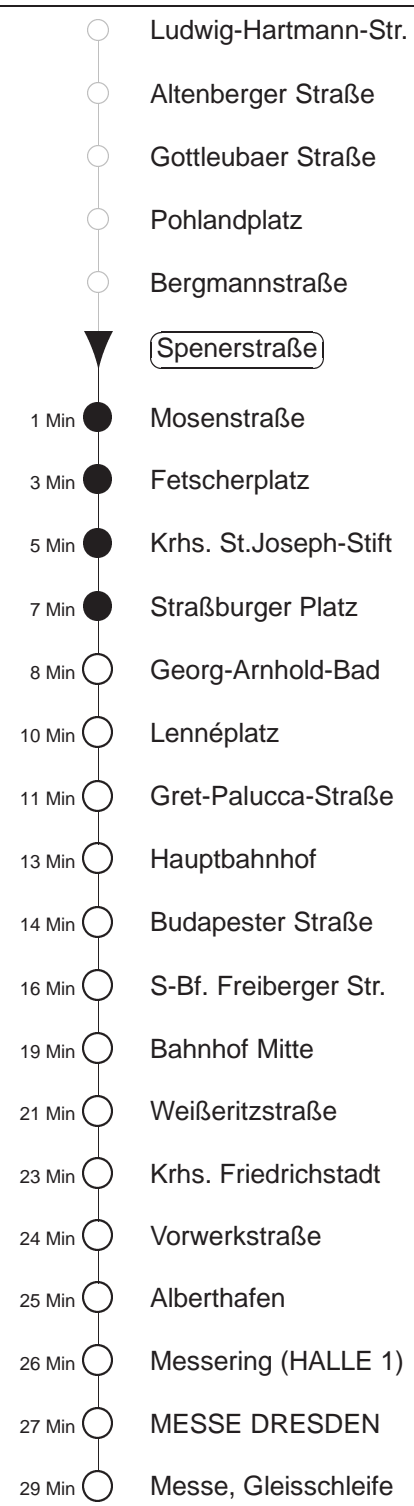 Ludwig-Hartmann-Str.
Altenberger Straße
Gottleubaer Straße
Pohlandplatz
Bergmannstraße
Spenerstraße
1 Min Mosenstraße
3 Min Fetscherplatz
5 Min Krhs. St.Joseph-Stift
7 Min Straßburger Platz
8 Min Georg-Arnhold-Bad
10 Min Lennéplatz
11 Min Gret-Palucca-Straße
13 Min Hauptbahnhof
14 Min Budapester Straße
16 Min S-Bf. Freiberger Str.
19 Min Bahnhof Mitte
21 Min Weißeritzstraße
23 Min Krhs. Friedrichstadt
24 Min Vorwerkstraße
25 Min Alberthafen
26 Min Messering (HALLE 1)
27 Min MESSE DRESDEN
29 Min Messe, Gleisschleife